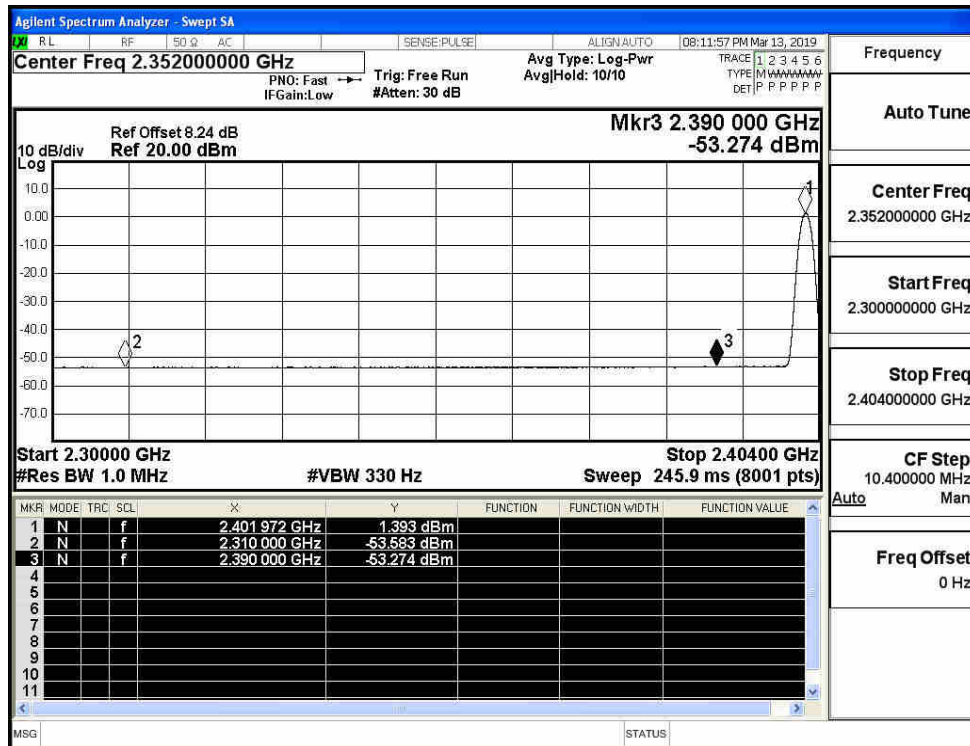 Agilent Spectrum Analyzer - Swept SA
LXI RL RF 50 Ω AC SENSE:PULSE ALIGN AUTO 08:11:57 PM Mar 13, 2019
Center Freq 2.352000000 GHz
PNO: Fast
IFGain:Low
Trig: Free Run
#Atten: 30 dB
Avg Type: Log-Pwr
Avg|Hold: 10/10
TRACE 1 2 3 4 5 6
TYPE M WWWWW
DET P P P P P P
Ref Offset 8.24 dB
10 dB/div Ref 20.00 dBm
Log
Mkr3 2.390 000 GHz
-53.274 dBm
10.0
0.00
-10.0
-20.0
-30.0
-40.0
-50.0
-60.0
-70.0
1
2
3
Start 2.30000 GHz Stop 2.40400 GHz
#Res BW 1.0 MHz #VBW 330 Hz Sweep 245.9 ms (8001 pts)
MKR MODE TRC SCL X Y FUNCTION FUNCTION WIDTH FUNCTION VALUE
1 N f 2.401 972 GHz 1.393 dBm
2 N f 2.310 000 GHz -53.583 dBm
3 N f 2.390 000 GHz -53.274 dBm
4
5
6
7
8
9
10
11
MSG STATUS
Frequency
Auto Tune
Center Freq
2.352000000 GHz
Start Freq
2.300000000 GHz
Stop Freq
2.404000000 GHz
CF Step
10.400000 MHz
Auto Man
Freq Offset
0 Hz